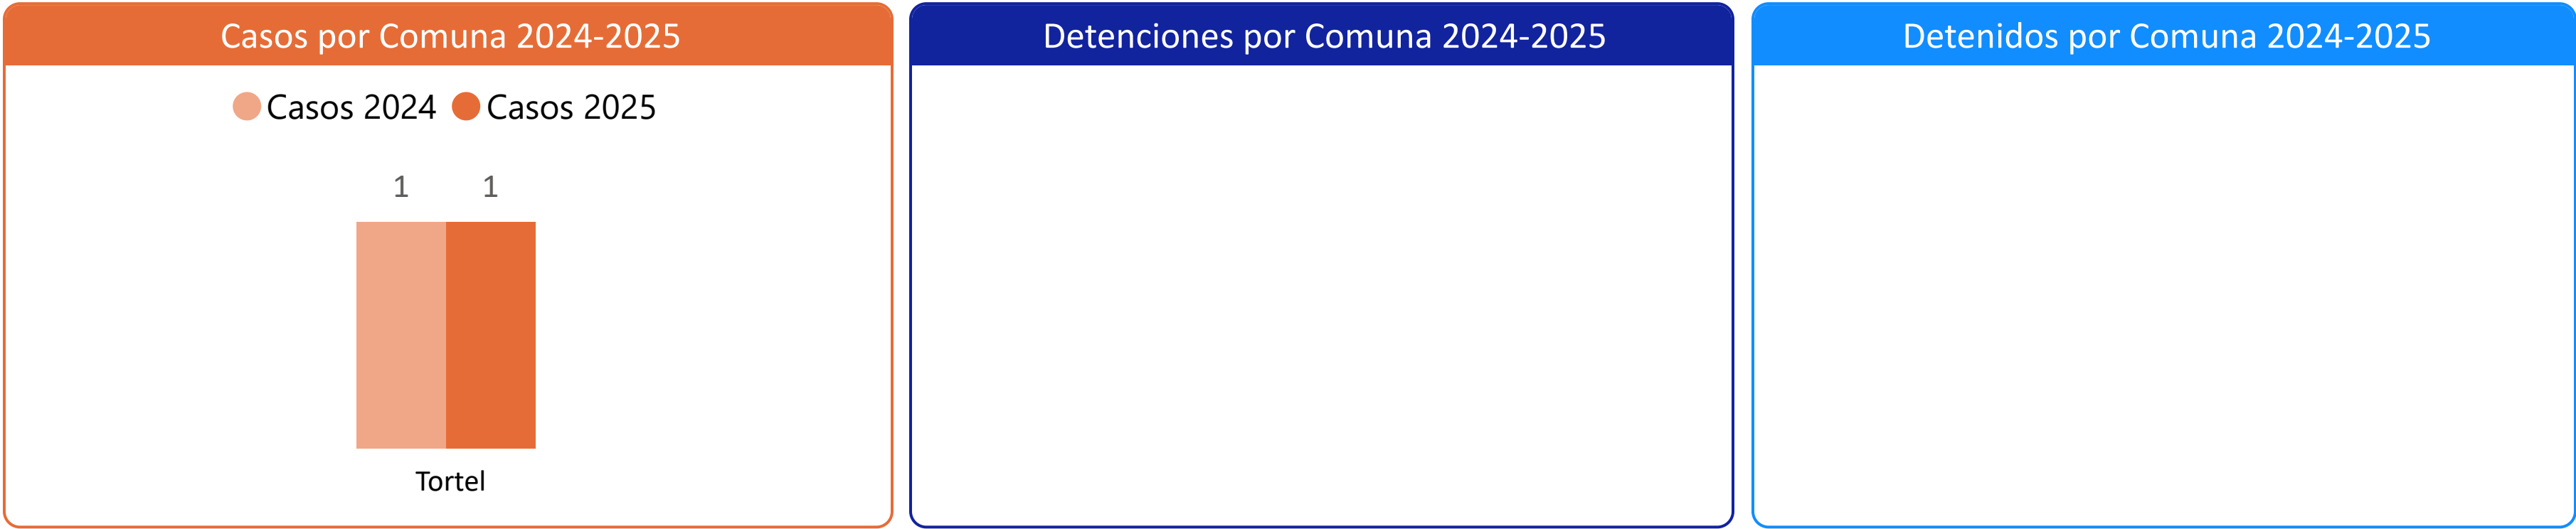 Casos por Comuna 2024-2025
Casos 2024 Casos 2025
1 1
Tortel
Detenciones por Comuna 2024-2025
Detenidos por Comuna 2024-2025